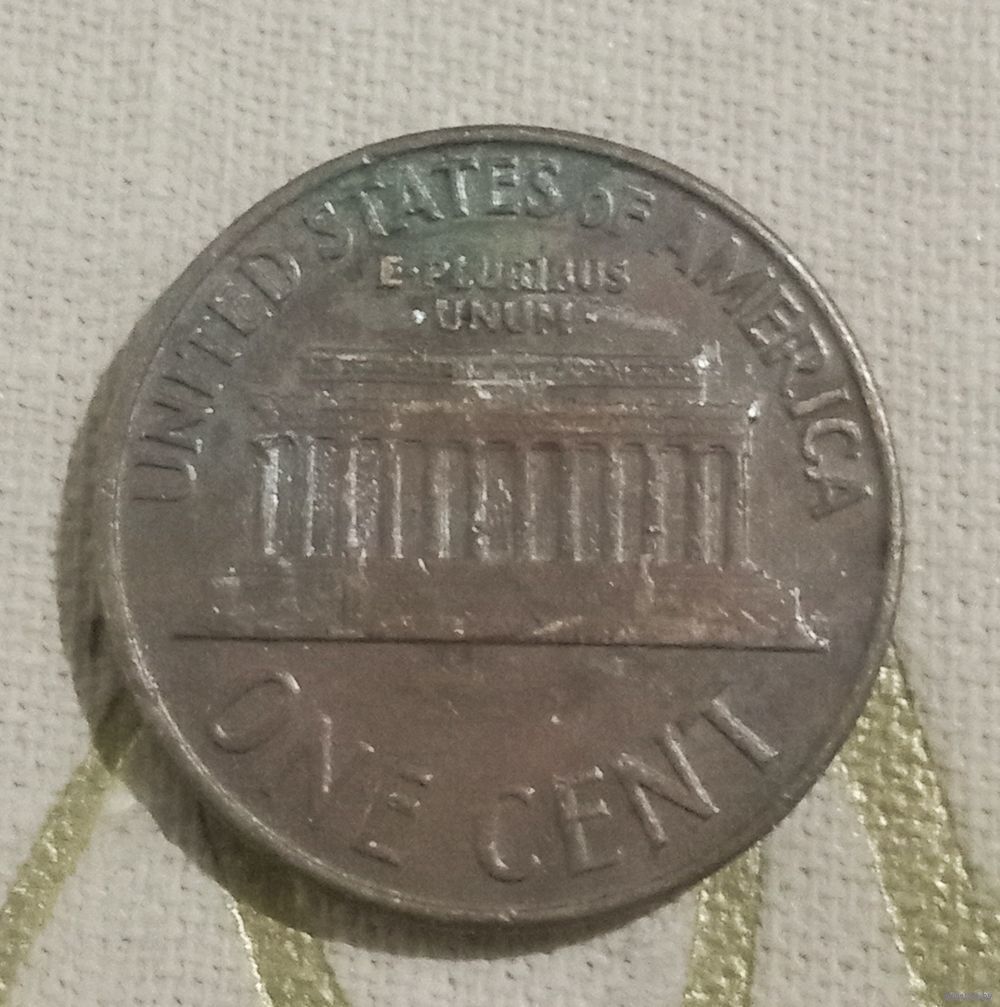 UNITED STATES OF AMERICA
E·PLURIBUS
·UNUM·
ONE CENT